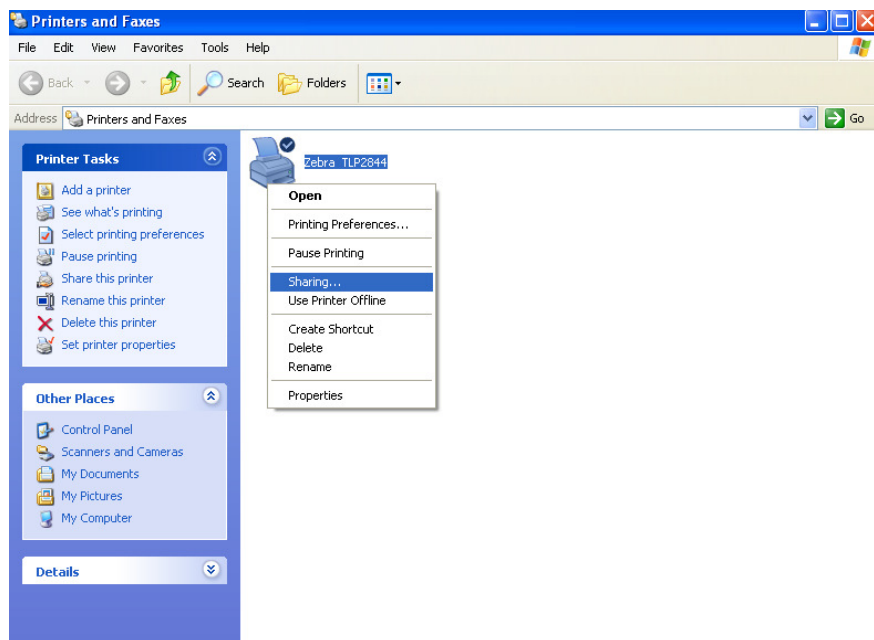 Printers and Faxes
File Edit View Favorites Tools Help
Back Search Folders
Address Printers and Faxes Go
Printer Tasks
Add a printer
See what's printing
Select printing preferences
Pause printing
Share this printer
Rename this printer
Delete this printer
Set printer properties
Other Places
Control Panel
Scanners and Cameras
My Documents
My Pictures
My Computer
Details
Zebra TLP2844
Open
Printing Preferences...
Pause Printing
Sharing...
Use Printer Offline
Create Shortcut
Delete
Rename
Properties